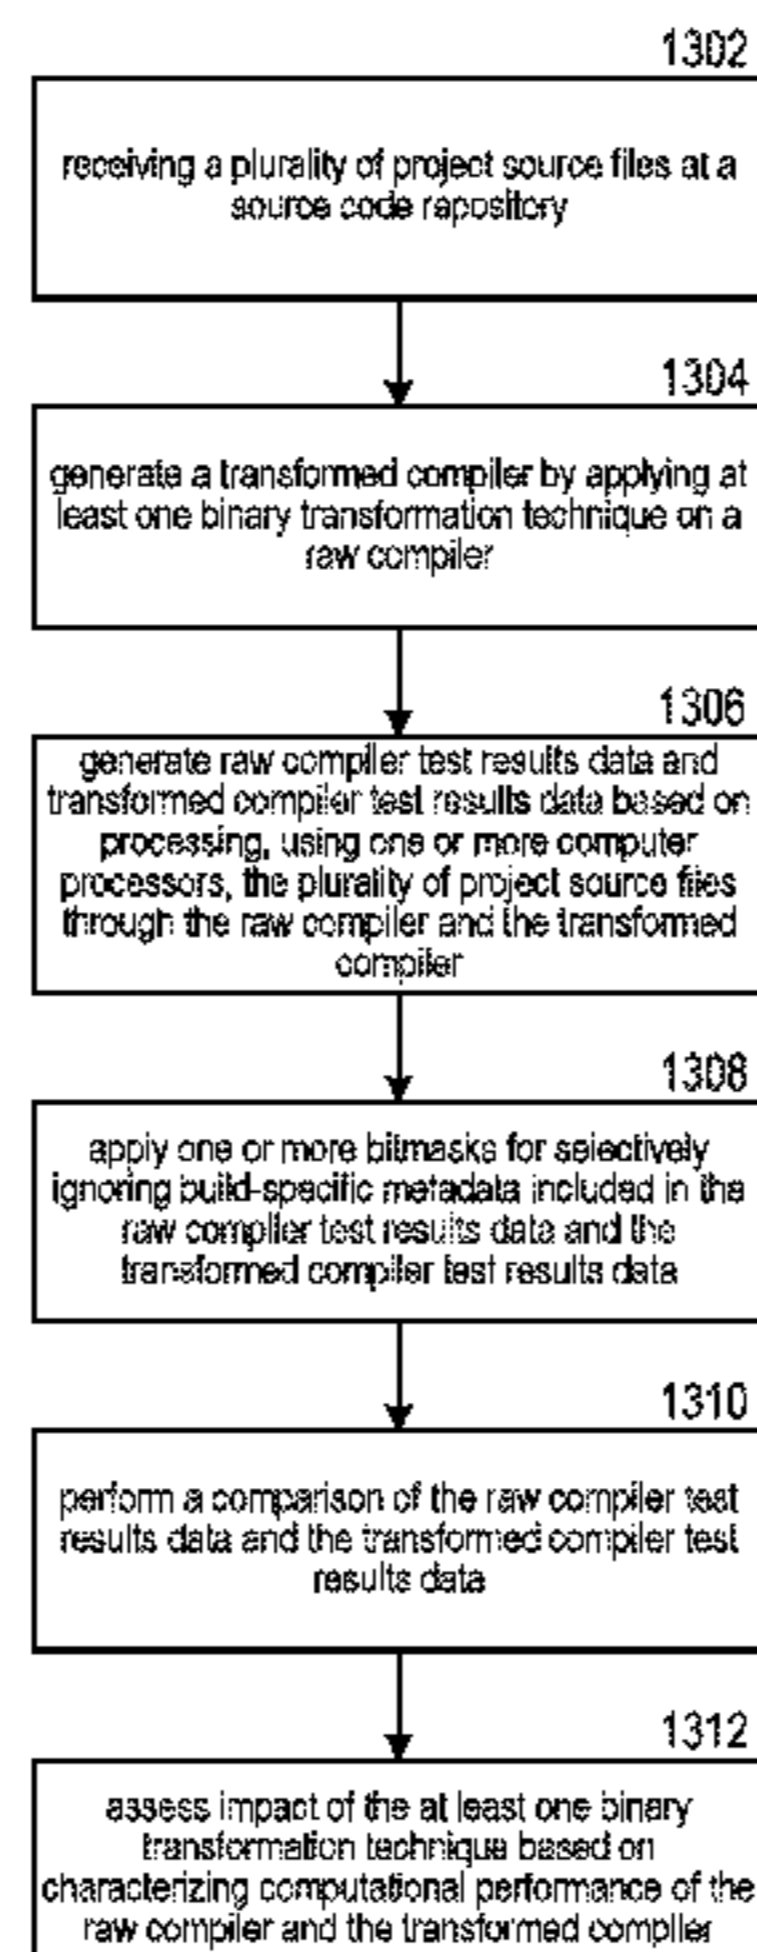 1302
receiving a plurality of project source files at a
source code repository
1304
generate a transformed compiler by applying at
least one binary transformation technique on a
raw compiler
1306
generate raw compiler test results data and
transformed compiler test results data based on
processing, using one or more computer
processors, the plurality of project source files
through the raw compiler and the transformed
compiler
1308
apply one or more bitmasks for selectively
ignoring build-specific metadata included in the
raw compiler test results data and the
transformed compiler test results data
1310
perform a comparison of the raw compiler test
results data and the transformed compiler test
results data
1312
assess impact of the at least one binary
transformation technique based on
characterizing computational performance of the
raw compiler and the transformed compiler